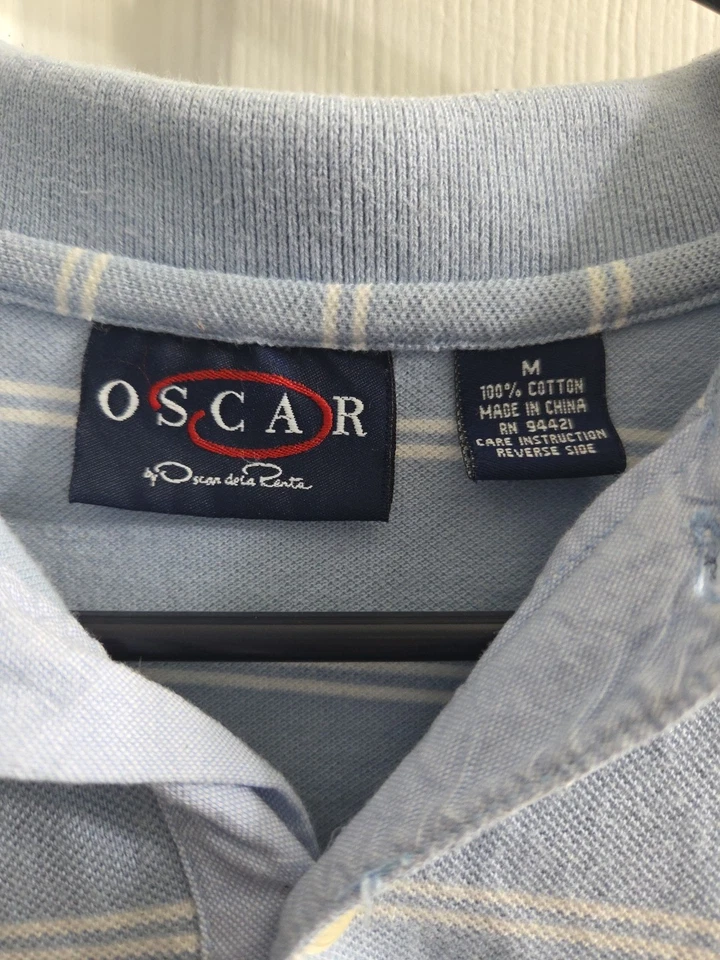 OSCAR
by Oscar de la Renta
M
100% COTTON
MADE IN CHINA
RN 94421
CARE INSTRUCTION
REVERSE SIDE